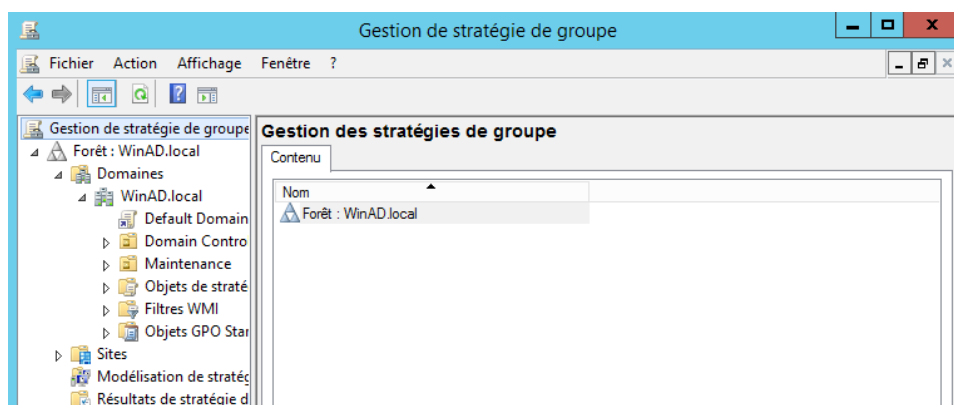 Gestion de stratégie de groupe
Fichier Action Affichage Fenêtre ?
Gestion de stratégie de groupe
Forêt : WinAD.local
Domaines
WinAD.local
Default Domain
Domain Contro
Maintenance
Objets de straté
Filtres WMI
Objets GPO Star
Sites
Modélisation de stratég
Résultats de stratégie d
Gestion des stratégies de groupe
Contenu
Nom
Forêt : WinAD.local